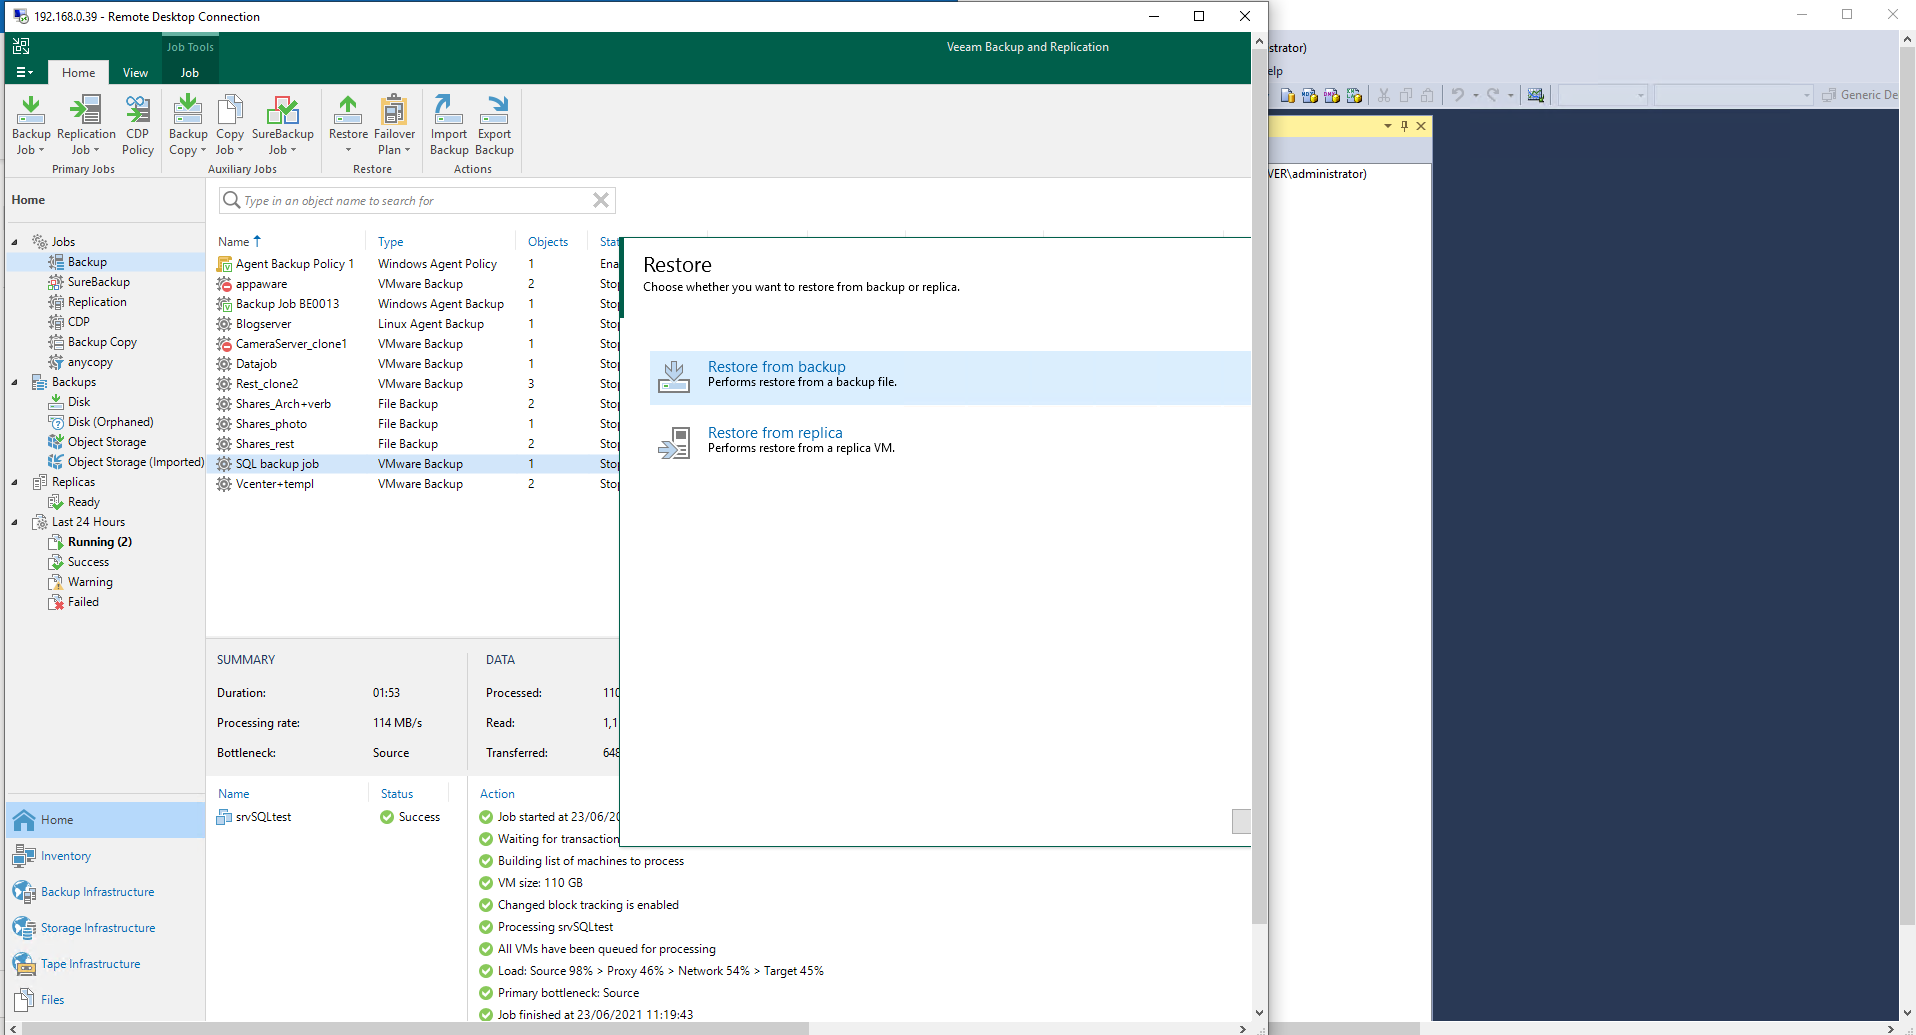 192.168.0.39 - Remote Desktop Connection
Job Tools
Veeam Backup and Replication
Home
View
Job
Backup Job
Replication Job
CDP Policy
Backup Copy
Copy Job
SureBackup Job
Restore
Failover Plan
Import Backup
Export Backup
Primary Jobs
Auxiliary Jobs
Restore
Actions
Home
Type in an object name to search for
Jobs
Backup
SureBackup
Replication
CDP
Backup Copy
anycopy
Backups
Disk
Disk (Orphaned)
Object Storage
Object Storage (Imported)
Replicas
Ready
Last 24 Hours
Running (2)
Success
Warning
Failed
Home
Inventory
Backup Infrastructure
Storage Infrastructure
Tape Infrastructure
Files
Name Type Objects Stat
Agent Backup Policy 1 Windows Agent Policy 1 Ena
appaware VMware Backup 2 Stop
Backup Job BE0013 Windows Agent Backup 1 Stop
Blogserver Linux Agent Backup 1 Stop
CameraServer_clone1 VMware Backup 1 Stop
Datajob VMware Backup 1 Stop
Rest_clone2 VMware Backup 3 Stop
Shares_Arch+verb File Backup 2 Stop
Shares_photo File Backup 1 Stop
Shares_rest File Backup 2 Stop
SQL backup job VMware Backup 1 Stop
Vcenter+templ VMware Backup 2 Stop
Restore
Choose whether you want to restore from backup or replica.
Restore from backup
Performs restore from a backup file.
Restore from replica
Performs restore from a replica VM.
SUMMARY
Duration: 01:53
Processing rate: 114 MB/s
Bottleneck: Source
DATA
Processed: 110
Read: 1,1
Transferred: 648
Name Status
srvSQLtest Success
Action
Job started at 23/06/20
Waiting for transaction
Building list of machines to process
VM size: 110 GB
Changed block tracking is enabled
Processing srvSQLtest
All VMs have been queued for processing
Load: Source 98% > Proxy 46% > Network 54% > Target 45%
Primary bottleneck: Source
Job finished at 23/06/2021 11:19:43
strator)
elp
Generic De
VER\administrator)